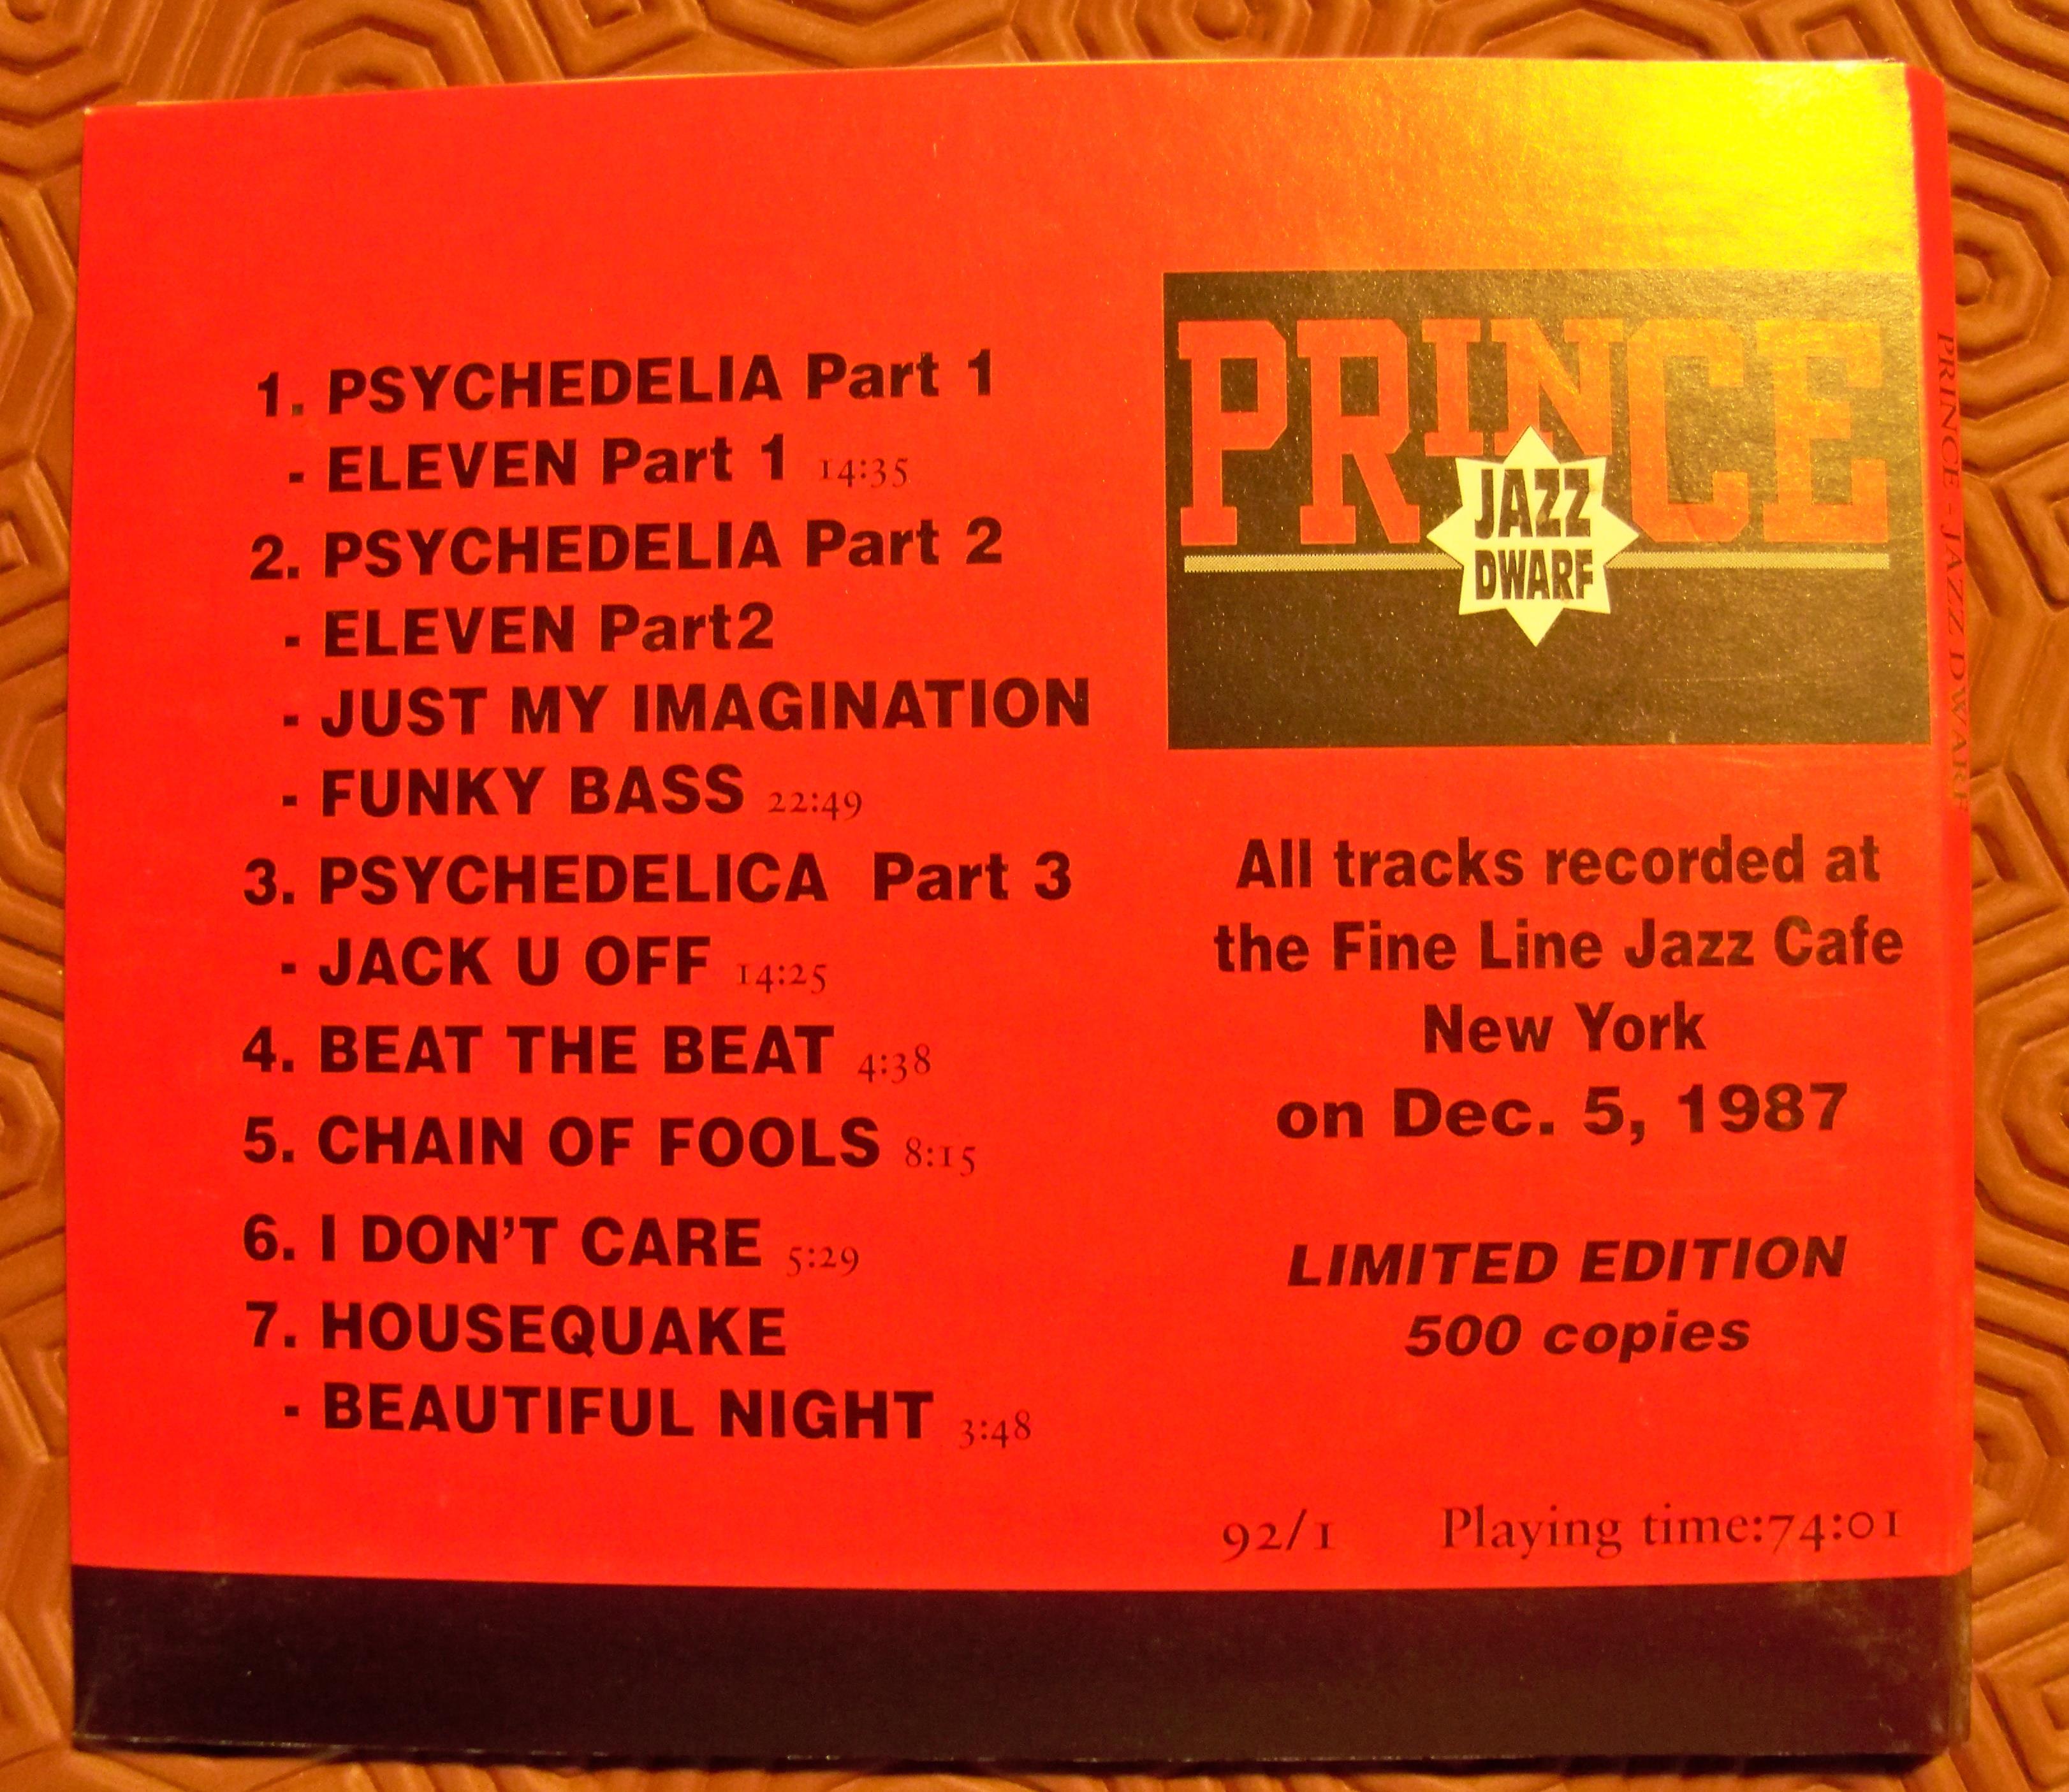 1. PSYCHEDELIA Part 1
- ELEVEN Part 1 14:35
2. PSYCHEDELIA Part 2
- ELEVEN Part2
- JUST MY IMAGINATION
- FUNKY BASS 22:49
3. PSYCHEDELICA Part 3
- JACK U OFF 14:25
4. BEAT THE BEAT 4:38
5. CHAIN OF FOOLS 8:15
6. I DON'T CARE 5:29
7. HOUSEQUAKE
- BEAUTIFUL NIGHT 3:48
PRINCE
JAZZ
DWARF
All tracks recorded at
the Fine Line Jazz Cafe
New York
on Dec. 5, 1987
LIMITED EDITION
500 copies
92/1 Playing time:74:01
PRINCE - JAZZ DWARF